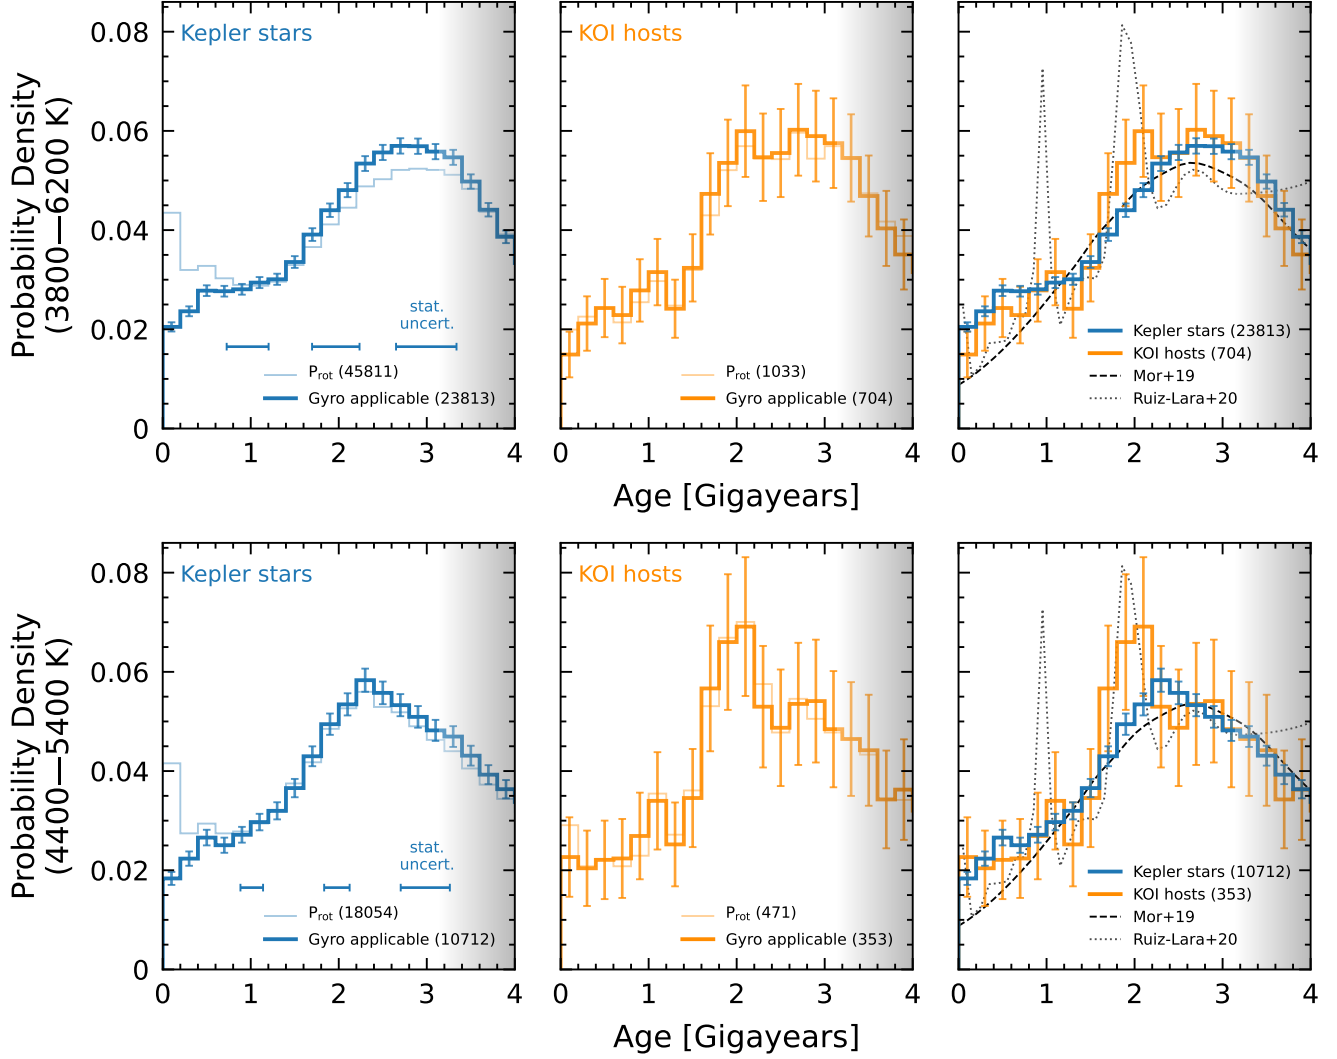 Probability Density
(3800—6200 K)
0.08
0.06
0.04
0.02
0
Kepler stars
stat.
uncert.
Prot (45811)
Gyro applicable (23813)
0 1 2 3 4
KOI hosts
Prot (1033)
Gyro applicable (704)
0 1 2 3 4
Age [Gigayears]
Kepler stars (23813)
KOI hosts (704)
Mor+19
Ruiz-Lara+20
0 1 2 3 4
Probability Density
(4400—5400 K)
0.08
0.06
0.04
0.02
0
Kepler stars
stat.
uncert.
Prot (18054)
Gyro applicable (10712)
0 1 2 3 4
KOI hosts
Prot (471)
Gyro applicable (353)
0 1 2 3 4
Age [Gigayears]
Kepler stars (10712)
KOI hosts (353)
Mor+19
Ruiz-Lara+20
0 1 2 3 4